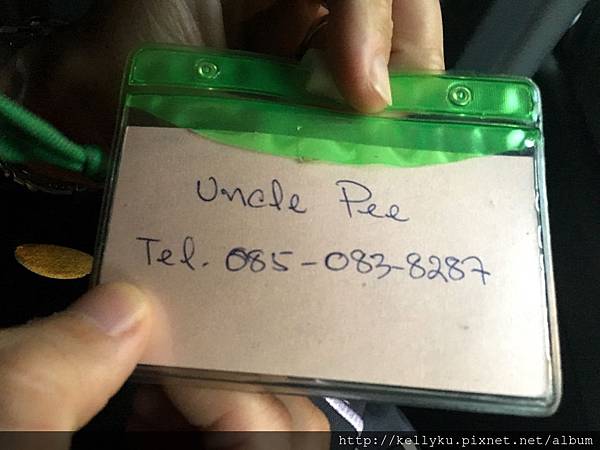 Uncle Pee
Tel. 085-083-8287
http://kellyku.pixnet.net/album